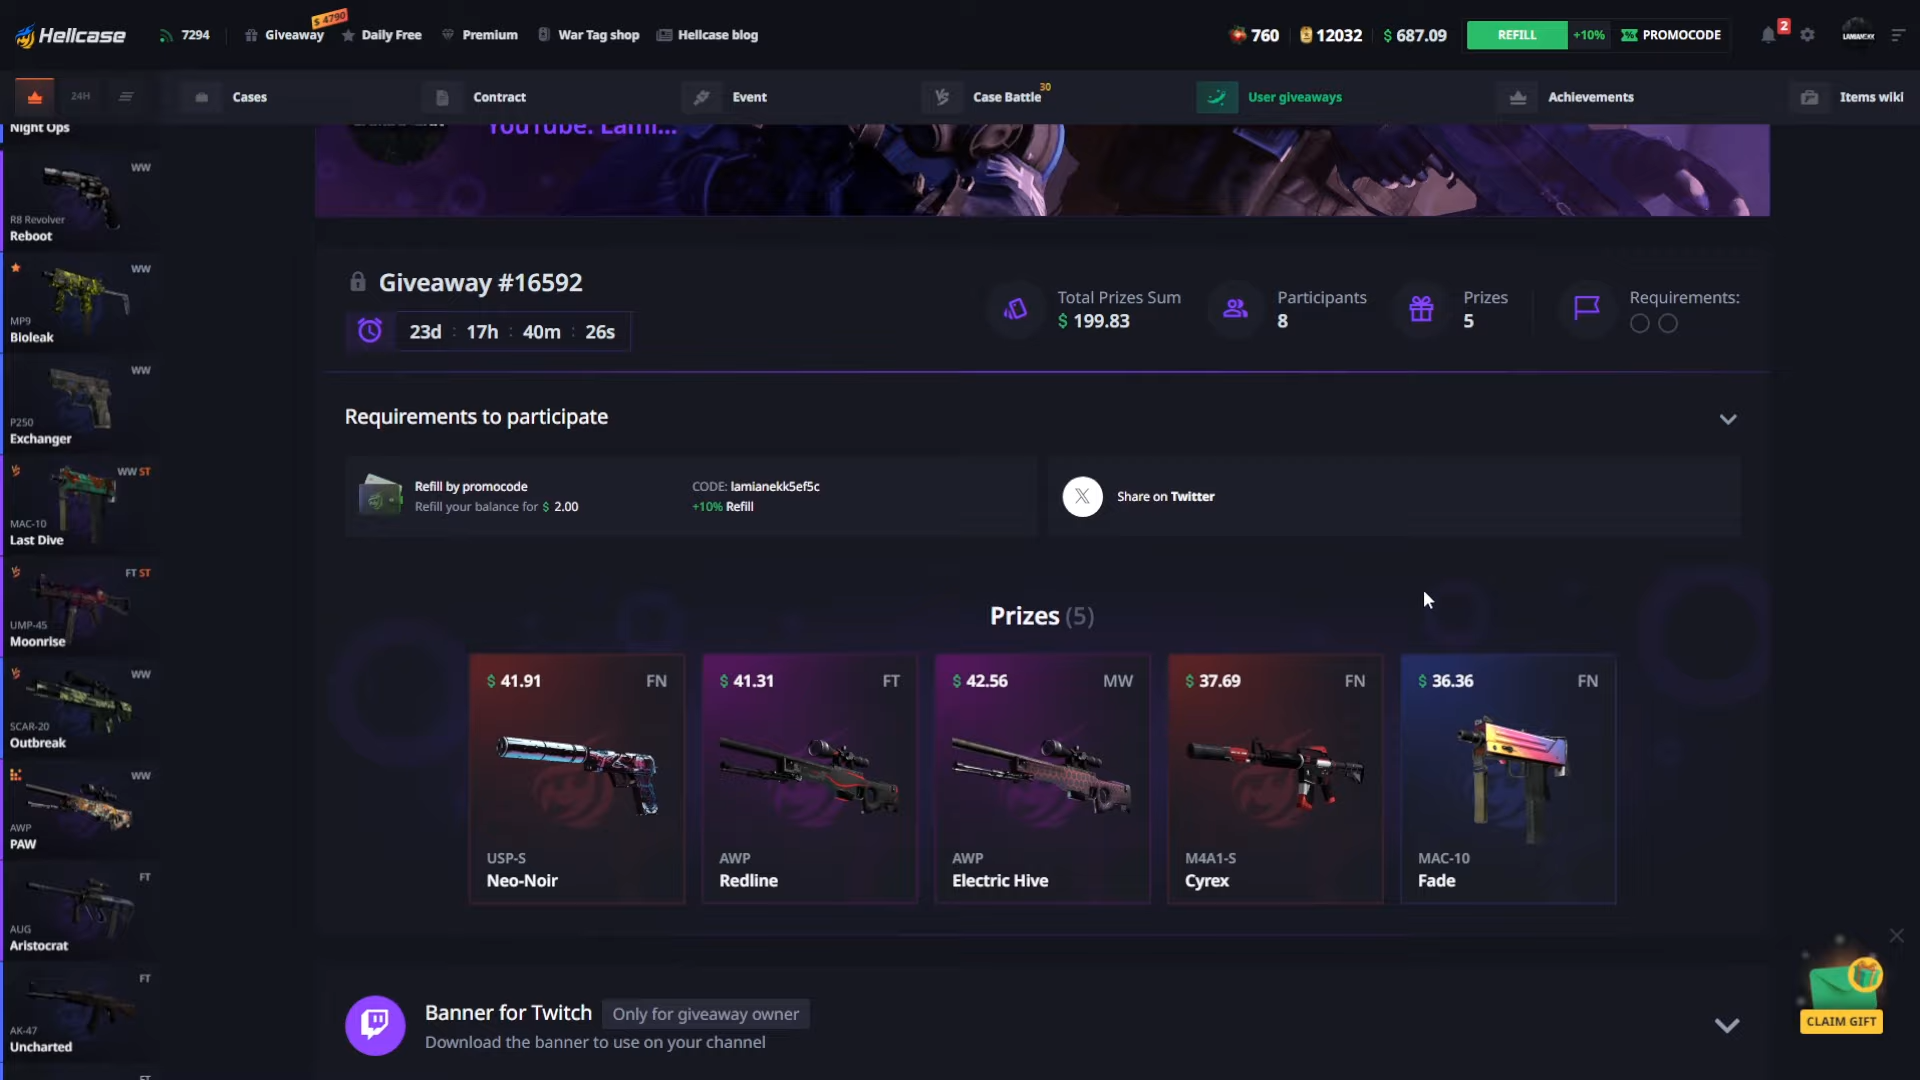 Hellcase
7294
Giveaway
$ 4790
Daily Free
Premium
War Tag shop
Hellcase blog
760
12032
$ 687.09
REFILL
+10%
PROMOCODE
2
24H
Cases
Contract
Event
Case Battle
30
User giveaways
Achievements
Items wiki
Night Ops
WW
R8 Revolver
Reboot
WW
MP9
Bioleak
WW
P250
Exchanger
WW ST
MAC-10
Last Dive
FT ST
UMP-45
Moonrise
WW
SCAR-20
Outbreak
WW
AWP
PAW
FT
AUG
Aristocrat
FT
AK-47
Uncharted
FT
YouTube: Lami...
Giveaway #16592
23d : 17h : 40m : 26s
Total Prizes Sum
$ 199.83
Participants
8
Prizes
5
Requirements:
Requirements to participate
Refill by promocode
Refill your balance for $ 2.00
CODE: lamianekk5ef5c
+10% Refill
Share on Twitter
Prizes (5)
$ 41.91 FN
USP-S
Neo-Noir
$ 41.31 FT
AWP
Redline
$ 42.56 MW
AWP
Electric Hive
$ 37.69 FN
M4A1-S
Cyrex
$ 36.36 FN
MAC-10
Fade
Banner for Twitch
Only for giveaway owner
Download the banner to use on your channel
CLAIM GIFT